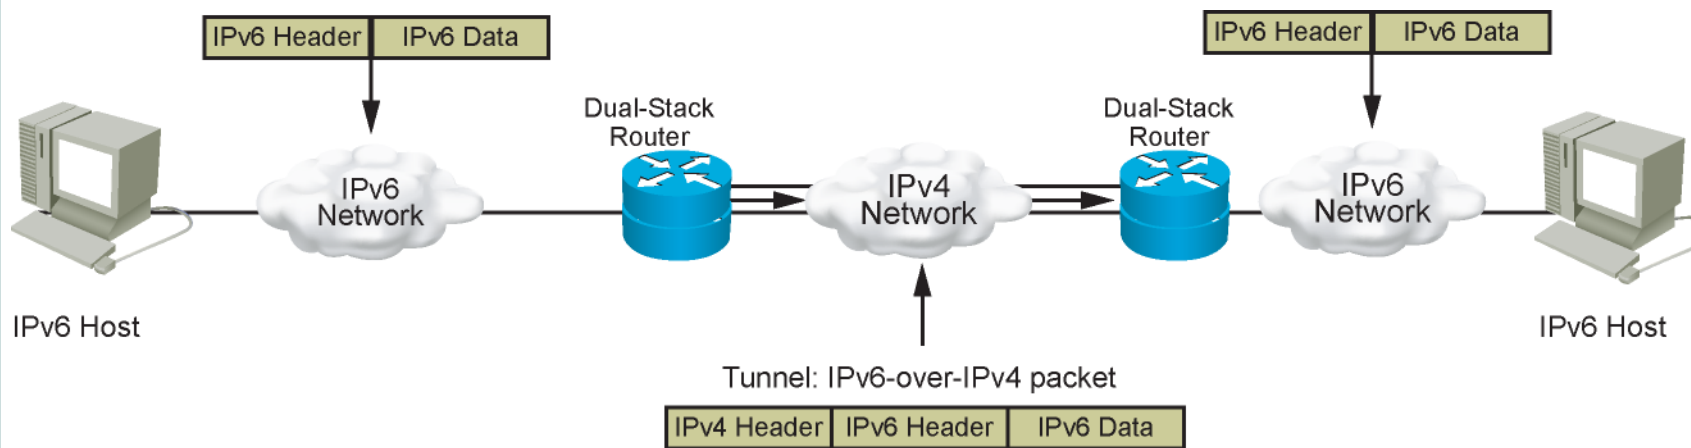 IPv6 Header IPv6 Data
IPv6 Header IPv6 Data
Dual-Stack
Router
Dual-Stack
Router
IPv6
Network
IPv4
Network
IPv6
Network
IPv6 Host
IPv6 Host
Tunnel: IPv6-over-IPv4 packet
IPv4 Header IPv6 Header IPv6 Data